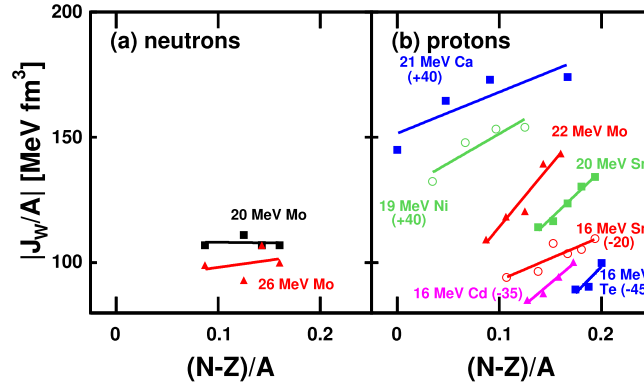 (a) neutrons
(b) protons
200
150
100
|J_W/A| [MeV fm³]
20 MeV Mo
26 MeV Mo
21 MeV Ca
(+40)
19 MeV Ni
(+40)
22 MeV Mo
20 MeV Sn
16 MeV Sn
(-20)
16 MeV Cd (-35)
16 MeV
Te (-45
0 0.1 0.2
0 0.1 0.2
(N-Z)/A
(N-Z)/A